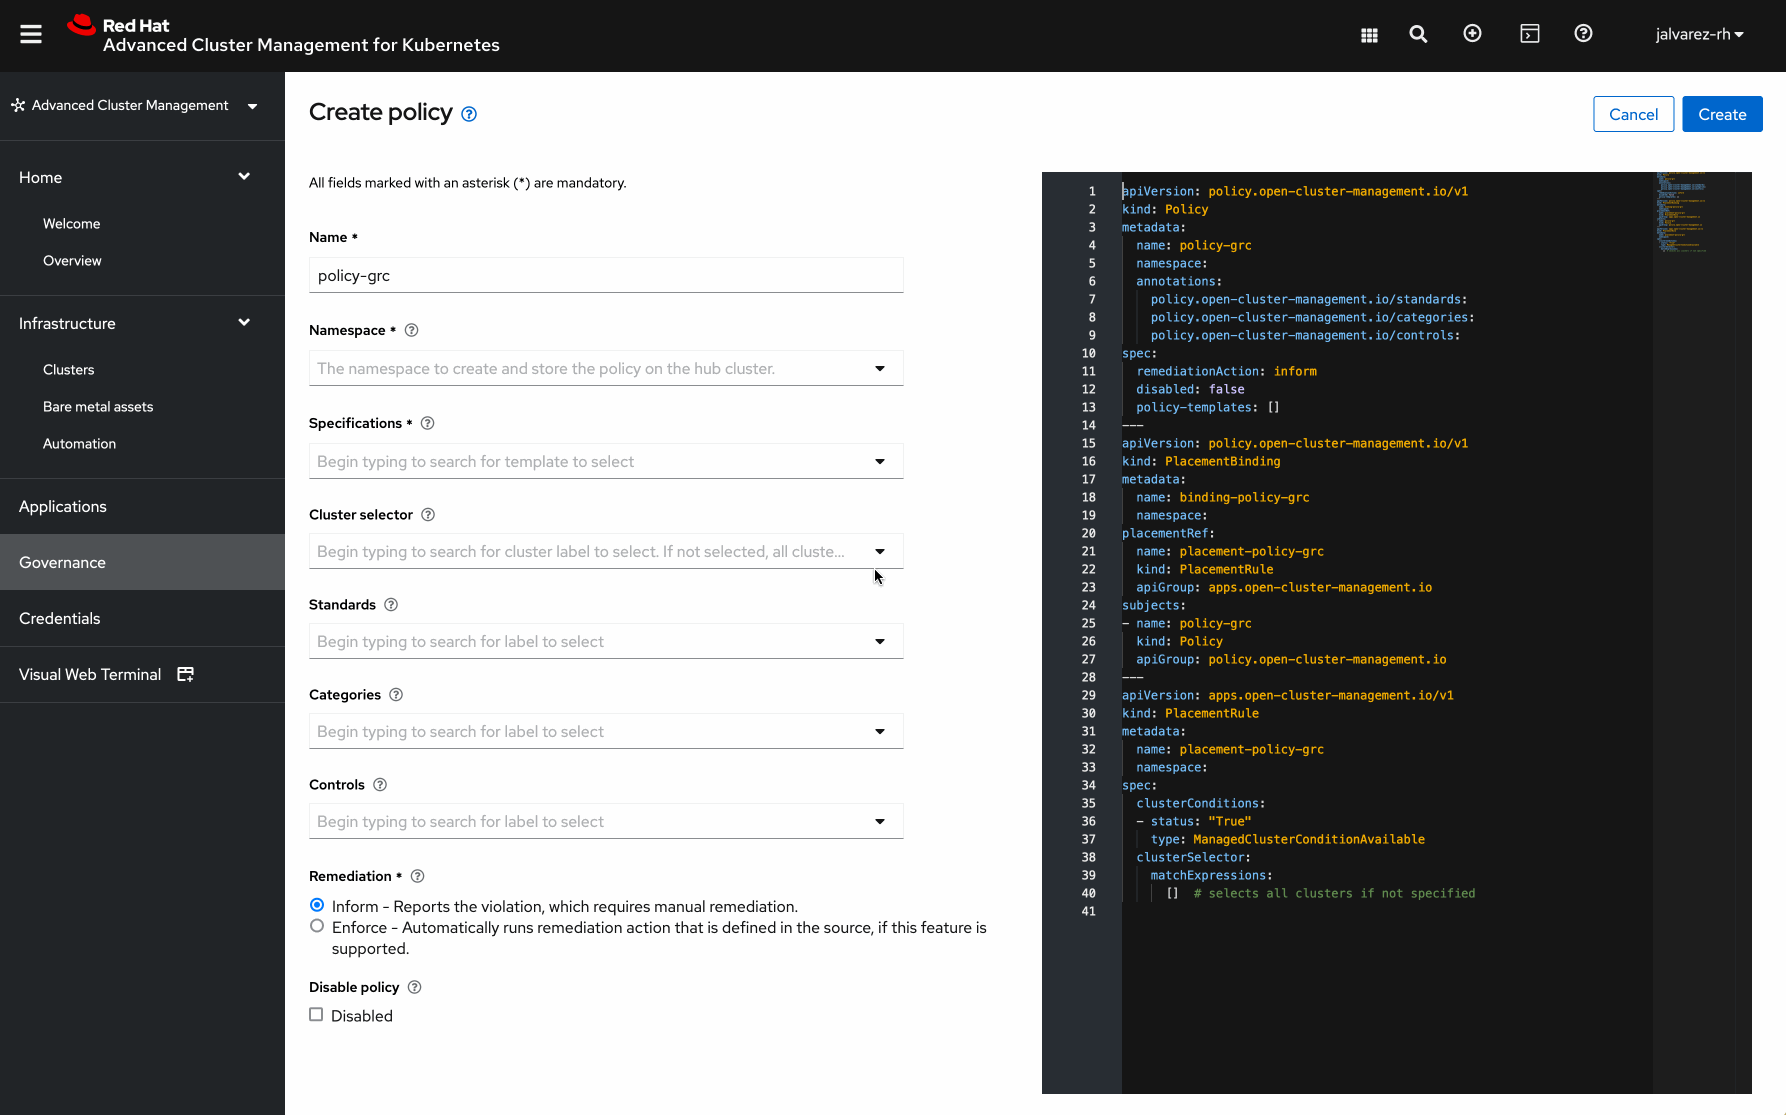 Red Hat
Advanced Cluster Management for Kubernetes
jalvarez-rh
Advanced Cluster Management
Home
Welcome
Overview
Infrastructure
Clusters
Bare metal assets
Automation
Applications
Governance
Credentials
Visual Web Terminal
Create policy
Cancel
Create
All fields marked with an asterisk (*) are mandatory.
Name *
policy-grc
Namespace *
The namespace to create and store the policy on the hub cluster.
Specifications *
Begin typing to search for template to select
Cluster selector
Begin typing to search for cluster label to select. If not selected, all cluste...
Standards
Begin typing to search for label to select
Categories
Begin typing to search for label to select
Controls
Begin typing to search for label to select
Remediation *
Inform - Reports the violation, which requires manual remediation.
Enforce - Automatically runs remediation action that is defined in the source, if this feature is
supported.
Disable policy
Disabled
1 apiVersion: policy.open-cluster-management.io/v1
2 kind: Policy
3 metadata:
4   name: policy-grc
5   namespace:
6   annotations:
7     policy.open-cluster-management.io/standards:
8     policy.open-cluster-management.io/categories:
9     policy.open-cluster-management.io/controls:
10 spec:
11   remediationAction: inform
12   disabled: false
13   policy-templates: []
14 ---
15 apiVersion: policy.open-cluster-management.io/v1
16 kind: PlacementBinding
17 metadata:
18   name: binding-policy-grc
19   namespace:
20 placementRef:
21   name: placement-policy-grc
22   kind: PlacementRule
23   apiGroup: apps.open-cluster-management.io
24 subjects:
25 - name: policy-grc
26   kind: Policy
27   apiGroup: policy.open-cluster-management.io
28 ---
29 apiVersion: apps.open-cluster-management.io/v1
30 kind: PlacementRule
31 metadata:
32   name: placement-policy-grc
33   namespace:
34 spec:
35   clusterConditions:
36   - status: "True"
37     type: ManagedClusterConditionAvailable
38   clusterSelector:
39     matchExpressions:
40       []  # selects all clusters if not specified
41